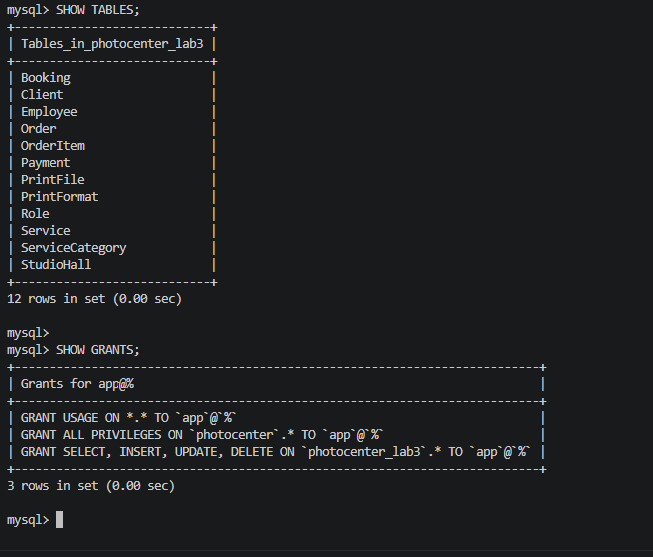 mysql> SHOW TABLES;
+----------------------------+
| Tables_in_photocenter_lab3 |
+----------------------------+
| Booking                    |
| Client                     |
| Employee                   |
| Order                      |
| OrderItem                  |
| Payment                    |
| PrintFile                  |
| PrintFormat                |
| Role                       |
| Service                    |
| ServiceCategory            |
| StudioHall                 |
+----------------------------+
12 rows in set (0.00 sec)
mysql>
mysql> SHOW GRANTS;
+---------------------------------------------------------------------------+
| Grants for app@%                                                          |
+---------------------------------------------------------------------------+
| GRANT USAGE ON *.* TO `app`@`%`                                           |
| GRANT ALL PRIVILEGES ON `photocenter`.* TO `app`@`%`                      |
| GRANT SELECT, INSERT, UPDATE, DELETE ON `photocenter_lab3`.* TO `app`@`%` |
+---------------------------------------------------------------------------+
3 rows in set (0.00 sec)
mysql>